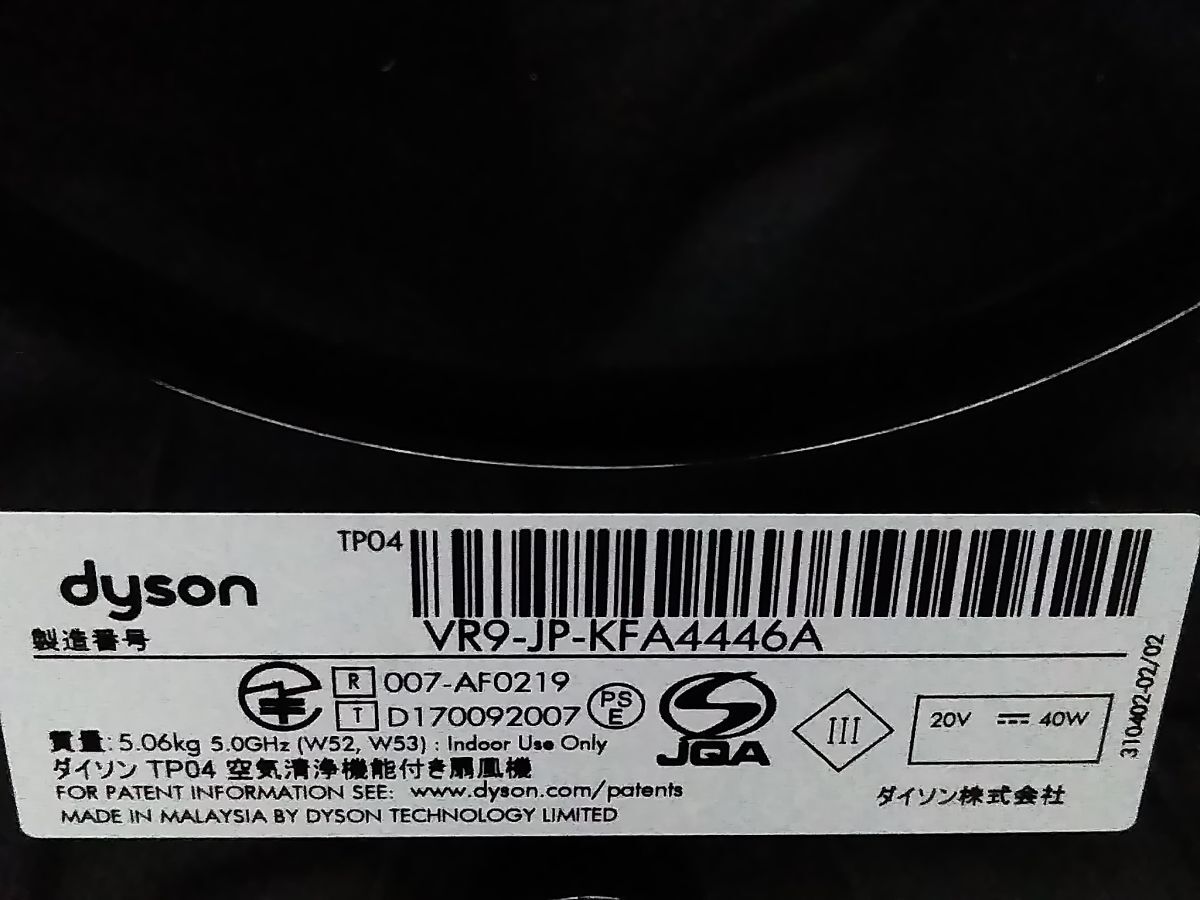 TP04
dyson
製造番号
VR9-JP-KFA4446A
R 007-AF0219
T D170092007
PS
E
JQA
III
20V ⎓ 40W
310402-02/02
質量: 5.06kg 5.0GHz (W52, W53) : Indoor Use Only
ダイソン TP04 空気清浄機能付き扇風機
FOR PATENT INFORMATION SEE: www.dyson.com/patents
ダイソン株式会社
MADE IN MALAYSIA BY DYSON TECHNOLOGY LIMITED